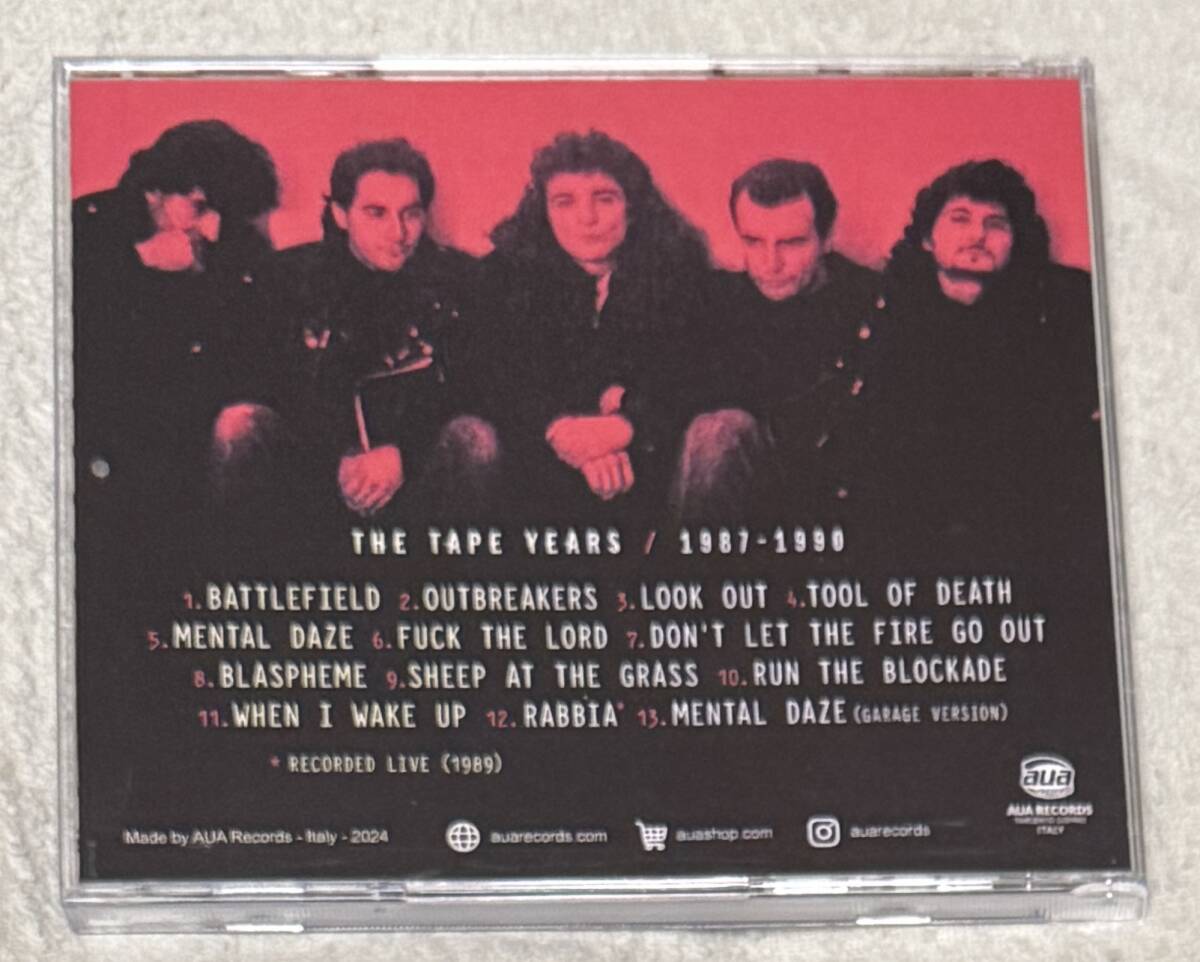 THE TAPE YEARS / 1987-1990
1.BATTLEFIELD 2.OUTBREAKERS 3.LOOK OUT 4.TOOL OF DEATH
5.MENTAL DAZE 6.FUCK THE LORD 7.DON'T LET THE FIRE GO OUT
8.BLASPHEME 9.SHEEP AT THE GRASS 10.RUN THE BLOCKADE
11.WHEN I WAKE UP 12.RABBIA* 13.MENTAL DAZE (GARAGE VERSION)
* RECORDED LIVE (1989)
aua
AUA RECORDS
ITALY
Made by AUA Records - Italy - 2024 auarecords.com auashop.com auarecords